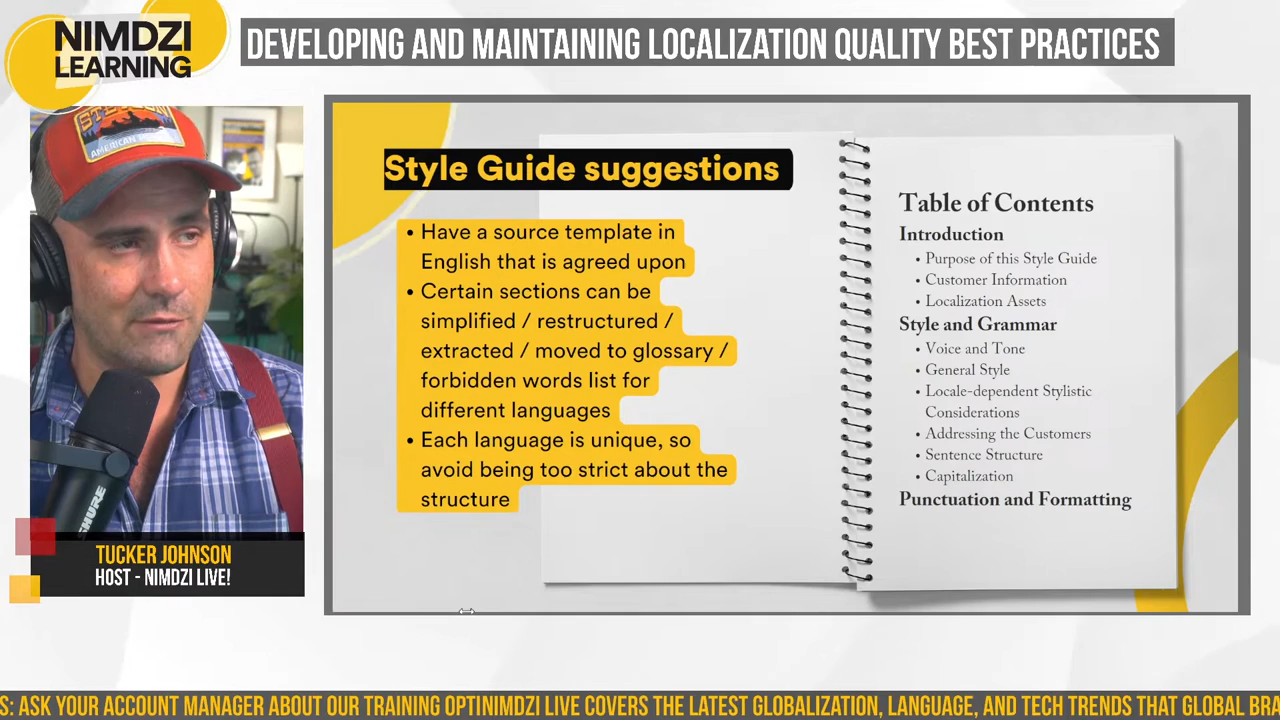 NIMDZI
LEARNING
DEVELOPING AND MAINTAINING LOCALIZATION QUALITY BEST PRACTICES
AMERICAN
SHURE
TUCKER JOHNSON
HOST - NIMDZI LIVE!
Style Guide suggestions
• Have a source template in
English that is agreed upon
• Certain sections can be
simplified / restructured /
extracted / moved to glossary /
forbidden words list for
different languages
• Each language is unique, so
avoid being too strict about the
structure
Table of Contents
Introduction
• Purpose of this Style Guide
• Customer Information
• Localization Assets
Style and Grammar
• Voice and Tone
• General Style
• Locale-dependent Stylistic
Considerations
• Addressing the Customers
• Sentence Structure
• Capitalization
Punctuation and Formatting
S: ASK YOUR ACCOUNT MANAGER ABOUT OUR TRAINING OPTINIMDZI LIVE COVERS THE LATEST GLOBALIZATION, LANGUAGE, AND TECH TRENDS THAT GLOBAL BRA